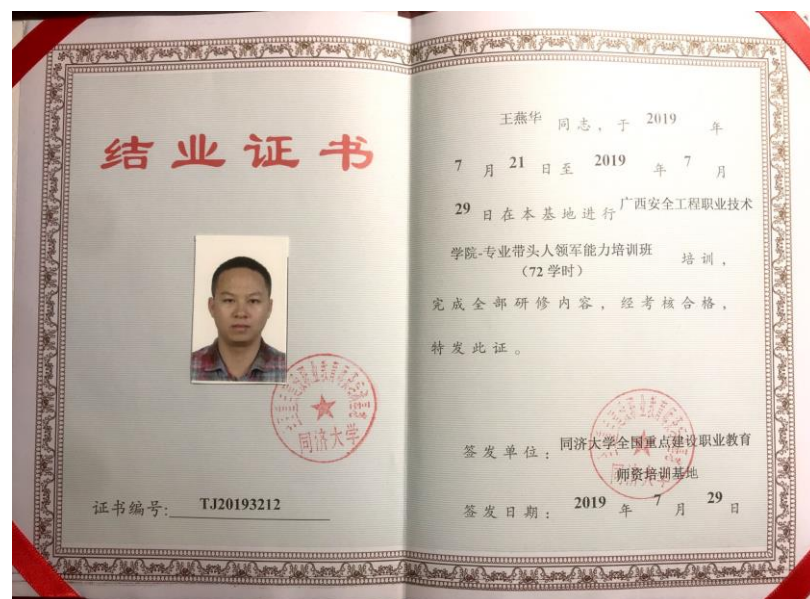 结业证书
同济大学
证书编号: TJ20193212
王燕华 同志，于 2019 年
7 月 21 日至 2019 年 7 月
29 日在本基地进行 广西安全工程职业技术
学院-专业带头人领军能力培训班 培训，
（72 学时）
完成全部研修内容，经考核合格，
特发此证。
签发单位：同济大学全国重点建设职业教育
师资培训基地
签发日期：2019 年 7 月 29 日